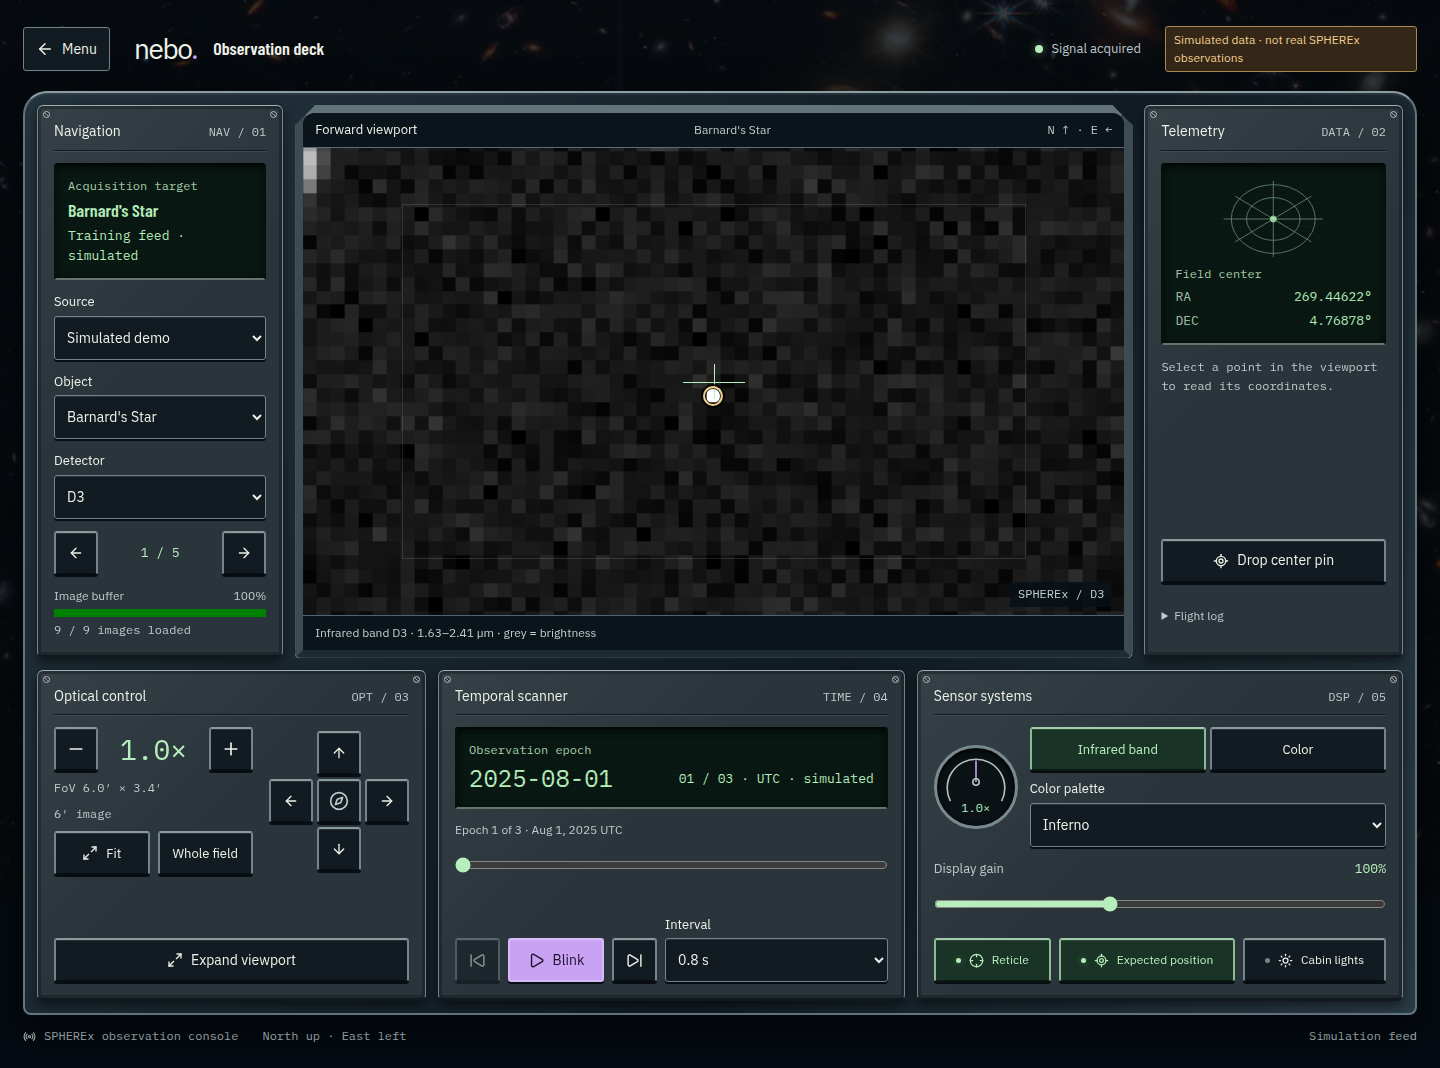 Menu
nebo.
Observation deck
Signal acquired
Simulated data · not real SPHEREx
observations
Navigation
NAV / 01
Acquisition target
Barnard's Star
Training feed ·
simulated
Source
Simulated demo
Object
Barnard's Star
Detector
D3
1 / 5
Image buffer
100%
9 / 9 images loaded
Forward viewport
Barnard's Star
N ↑ · E ←
SPHEREx / D3
Infrared band D3 · 1.63–2.41 µm · grey = brightness
Telemetry
DATA / 02
Field center
RA
269.44622°
DEC
4.76878°
Select a point in the viewport
to read its coordinates.
Drop center pin
Flight log
Optical control
OPT / 03
1.0×
FoV 6.0′ × 3.4′
6′ image
Fit
Whole field
Expand viewport
Temporal scanner
TIME / 04
Observation epoch
2025-08-01
01 / 03 · UTC · simulated
Epoch 1 of 3 · Aug 1, 2025 UTC
Blink
Interval
0.8 s
Sensor systems
DSP / 05
1.0×
Infrared band
Color
Color palette
Inferno
Display gain
100%
Reticle
Expected position
Cabin lights
SPHEREx observation console
North up · East left
Simulation feed